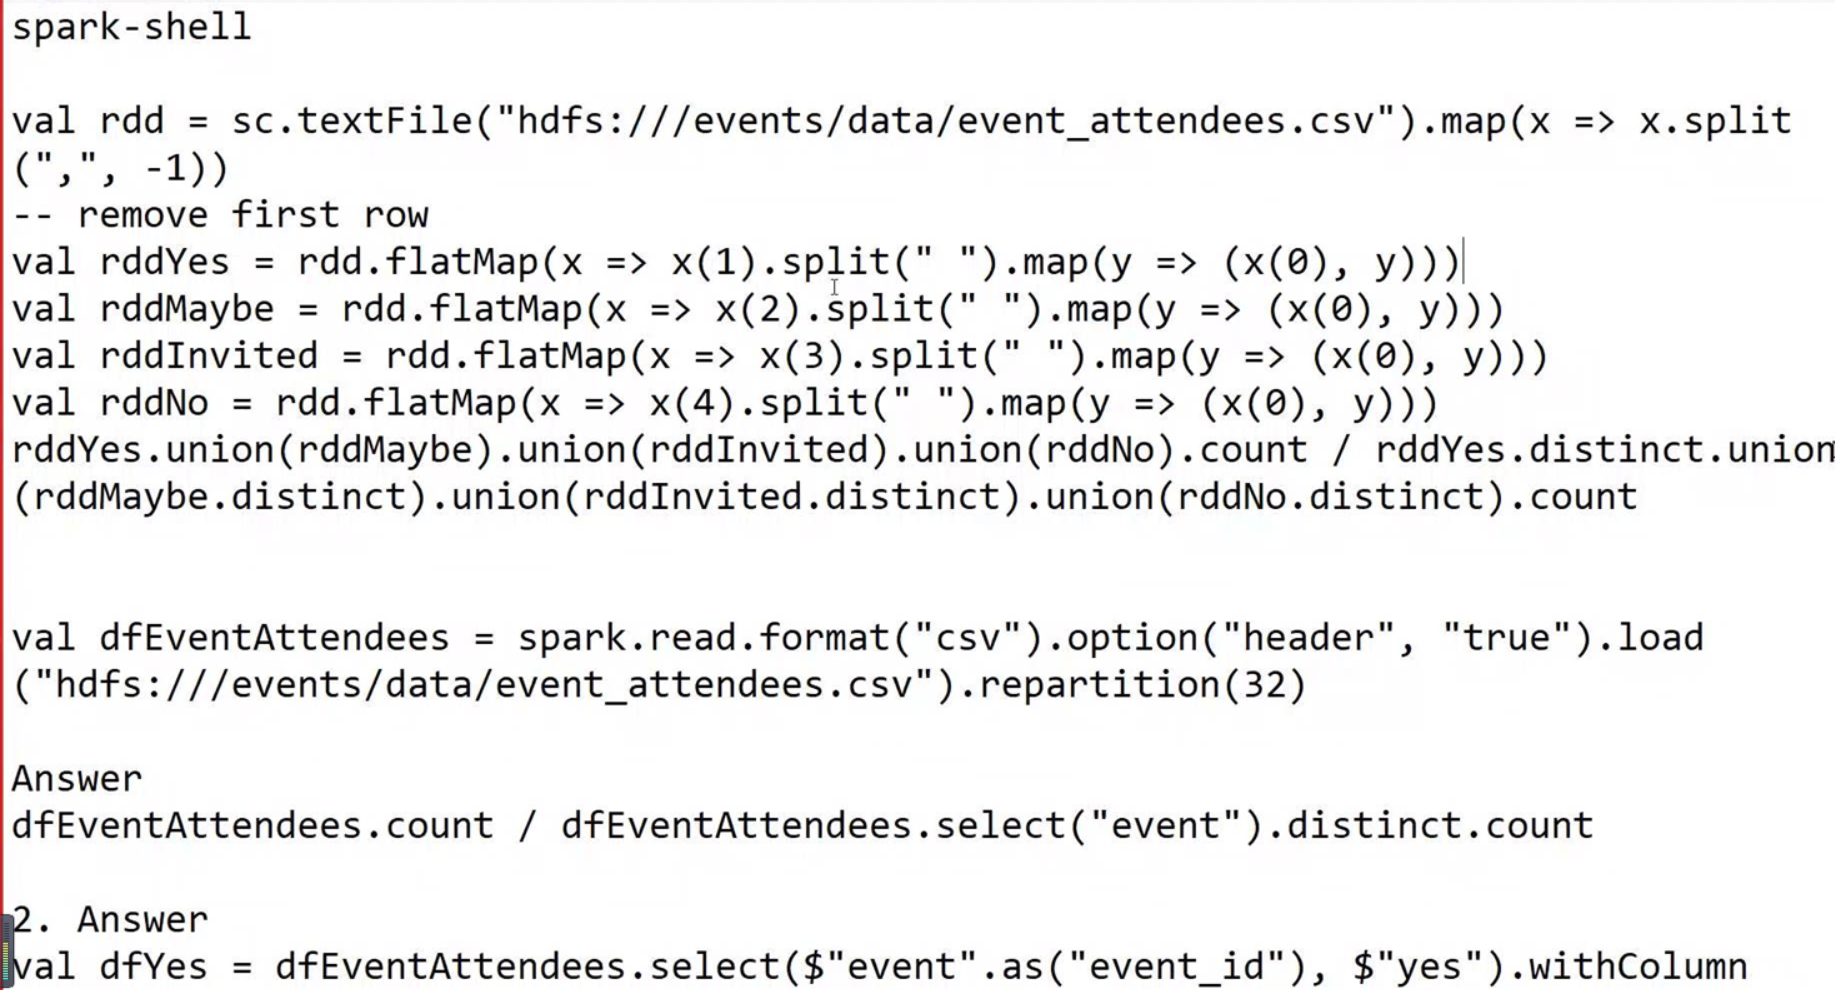 spark-shell
val rdd = sc.textFile("hdfs:///events/data/event_attendees.csv").map(x => x.split
(",", -1))
-- remove first row
val rddYes = rdd.flatMap(x => x(1).split(" ").map(y => (x(0), y)))
val rddMaybe = rdd.flatMap(x => x(2).split(" ").map(y => (x(0), y)))
val rddInvited = rdd.flatMap(x => x(3).split(" ").map(y => (x(0), y)))
val rddNo = rdd.flatMap(x => x(4).split(" ").map(y => (x(0), y)))
rddYes.union(rddMaybe).union(rddInvited).union(rddNo).count / rddYes.distinct.union
(rddMaybe.distinct).union(rddInvited.distinct).union(rddNo.distinct).count
val dfEventAttendees = spark.read.format("csv").option("header", "true").load
("hdfs:///events/data/event_attendees.csv").repartition(32)
Answer
dfEventAttendees.count / dfEventAttendees.select("event").distinct.count
2. Answer
val dfYes = dfEventAttendees.select($"event".as("event_id"), $"yes").withColumn